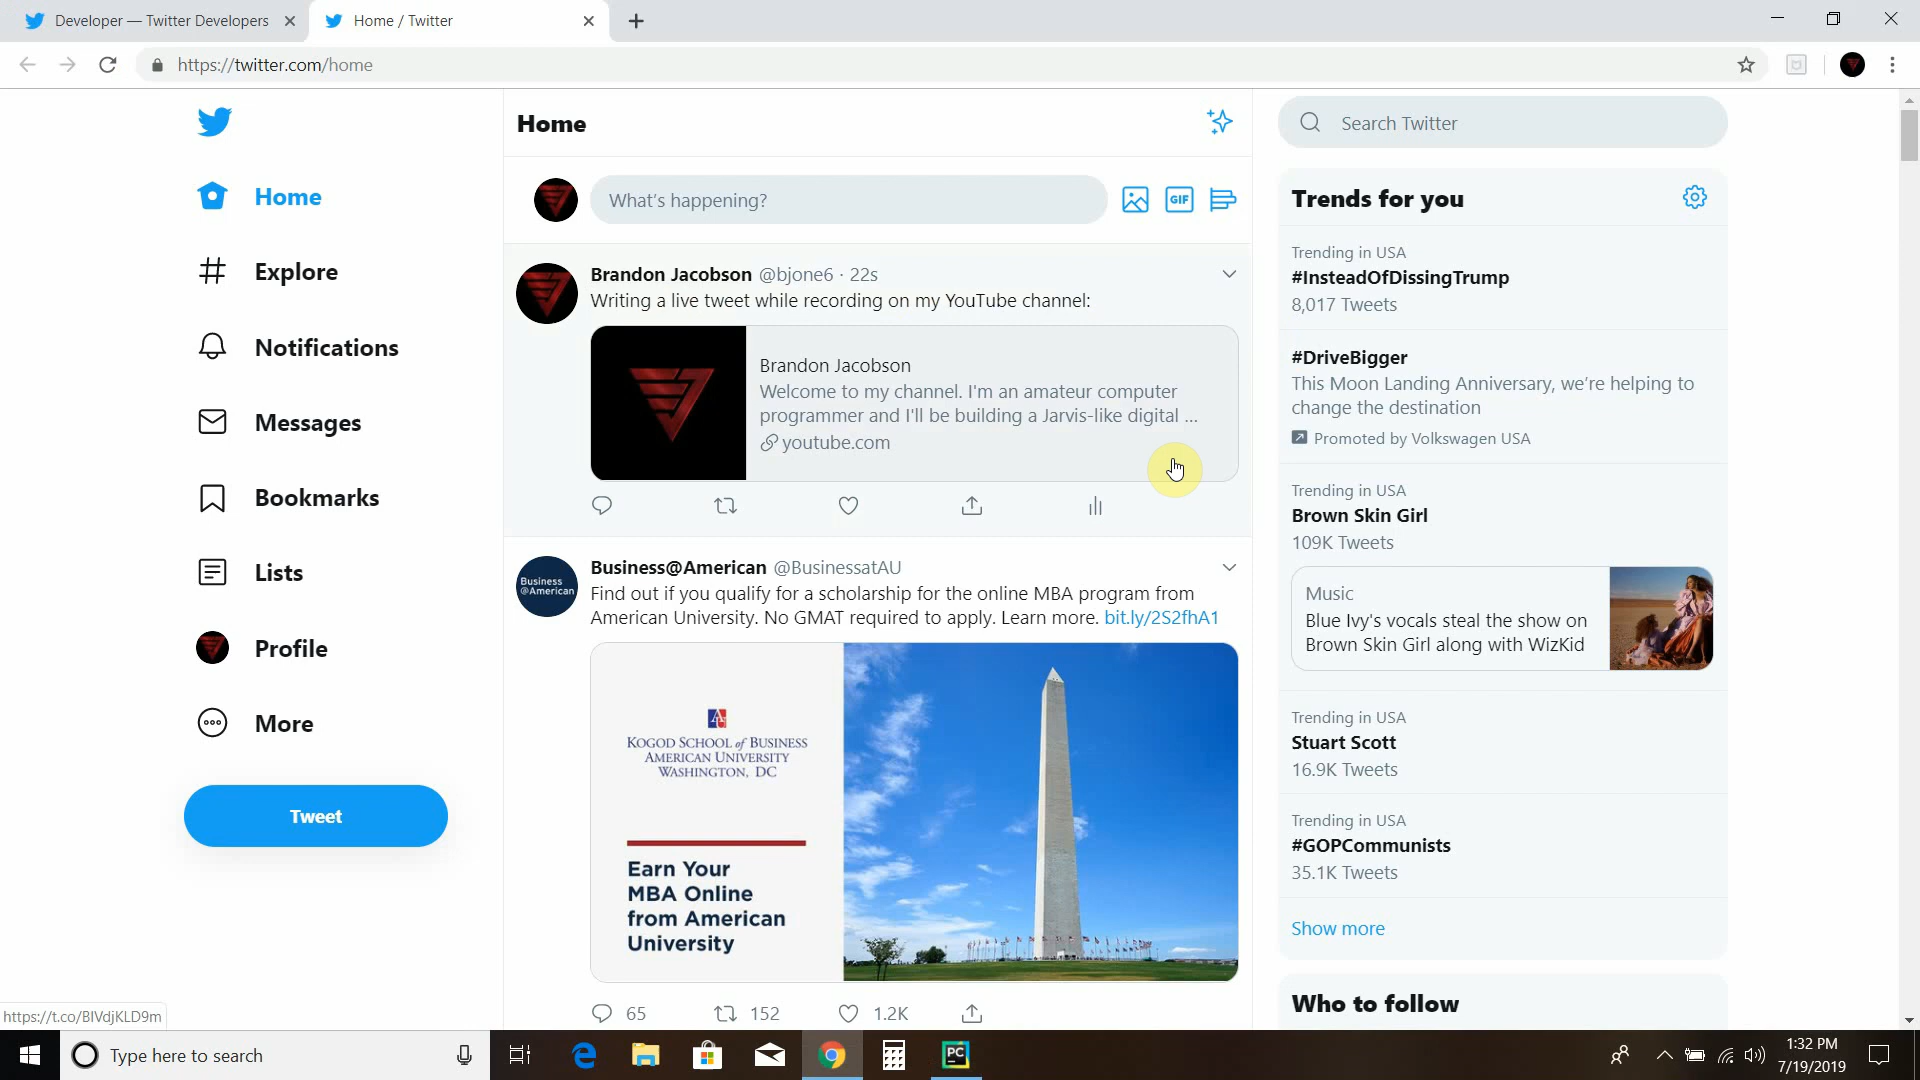 Developer — Twitter Developers
Home / Twitter
https://twitter.com/home
Home
Explore
Notifications
Messages
Bookmarks
Lists
Profile
More
Tweet
https://t.co/BIVdjKLD9m
Home
What's happening?
GIF
Brandon Jacobson @bjone6 · 22s
Writing a live tweet while recording on my YouTube channel:
Brandon Jacobson
Welcome to my channel. I'm an amateur computer
programmer and I'll be building a Jarvis-like digital ...
youtube.com
Business@American @BusinessatAU
Business
@American
Find out if you qualify for a scholarship for the online MBA program from
American University. No GMAT required to apply. Learn more. bit.ly/2S2fhA1
KOGOD SCHOOL of BUSINESS
AMERICAN UNIVERSITY
WASHINGTON, DC
Earn Your
MBA Online
from American
University
65 152 1.2K
Search Twitter
Trends for you
Trending in USA
#InsteadOfDissingTrump
8,017 Tweets
#DriveBigger
This Moon Landing Anniversary, we're helping to
change the destination
Promoted by Volkswagen USA
Trending in USA
Brown Skin Girl
109K Tweets
Music
Blue Ivy's vocals steal the show on
Brown Skin Girl along with WizKid
Trending in USA
Stuart Scott
16.9K Tweets
Trending in USA
#GOPCommunists
35.1K Tweets
Show more
Who to follow
Type here to search
PC
1:32 PM
7/19/2019